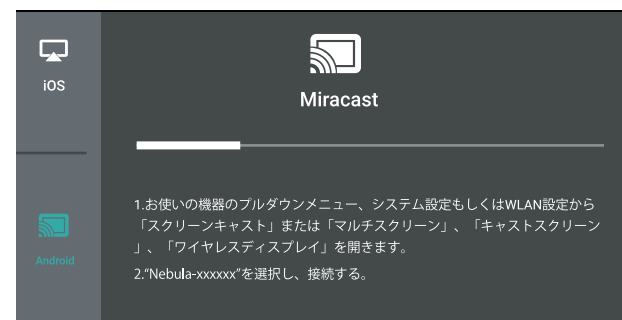 iOS
Android
Miracast
1.お使いの機器のプルダウンメニュー、システム設定もしくはWLAN設定から
「スクリーンキャスト」または「マルチスクリーン」、「キャストスクリーン
」、「ワイヤレスディスプレイ」を開きます。
2.“Nebula-xxxxxx”を選択し、接続する。